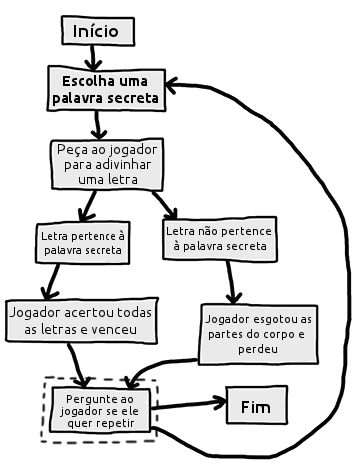 Início
Escolha uma
palavra secreta
Peça ao jogador
para adivinhar
uma letra
Letra pertence à
palavra secreta
Letra não pertence
à palavra secreta
Jogador acertou todas
as letras e venceu
Jogador esgotou as
partes do corpo e
perdeu
Pergunte ao
jogador se ele
quer repetir
Fim